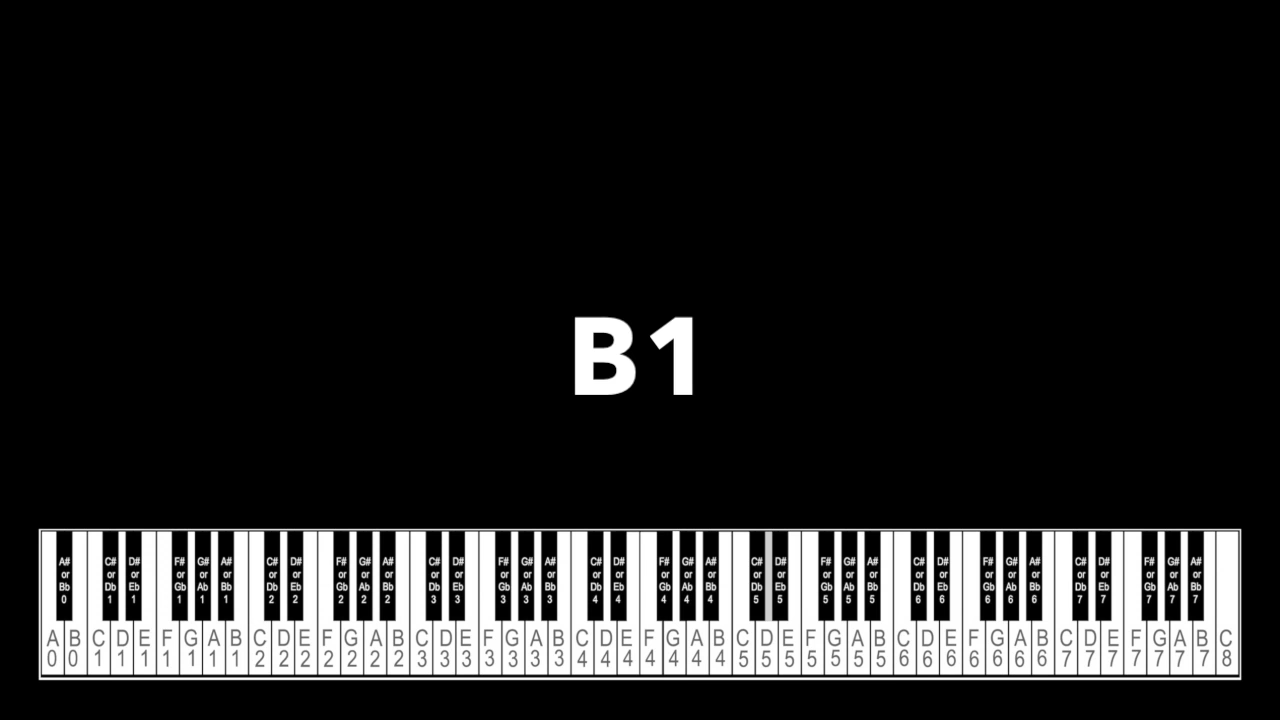 B1
A# C# D# F# G# A# C# D# F# G# A# C# D# F# G# A# C# D# F# G# A# C# D# F# G# A# C# D# F# G# A# C# D# F# G# A#
or or or or or or or or or or or or or or or or or or or or or or or or or or or or or or or or or or or or
Bb Db Eb Gb Ab Bb Db Eb Gb Ab Bb Db Eb Gb Ab Bb Db Eb Gb Ab Bb Db Eb Gb Ab Bb Db Eb Gb Ab Bb Db Eb Gb Ab Bb
0 1 1 1 1 1 2 2 2 2 2 3 3 3 3 3 4 4 4 4 4 5 5 5 5 5 6 6 6 6 6 7 7 7 7 7
A B C D E F G A B C D E F G A B C D E F G A B C D E F G A B C D E F G A B C D E F G A B C D E F G A B C
0 0 1 1 1 1 1 1 1 2 2 2 2 2 2 2 3 3 3 3 3 3 3 4 4 4 4 4 4 4 5 5 5 5 5 5 5 6 6 6 6 6 6 6 7 7 7 7 7 7 7 8